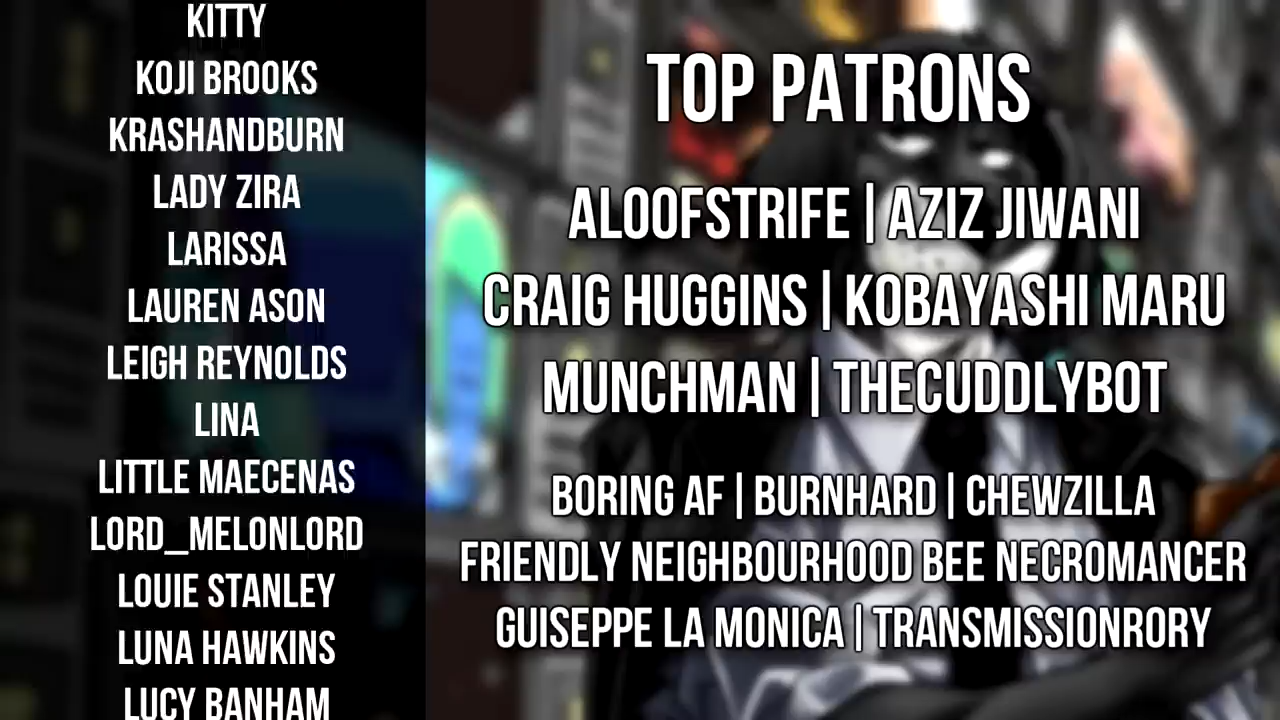 KITTY
KOJI BROOKS
KRASHANDBURN
LADY ZIRA
LARISSA
LAUREN ASON
LEIGH REYNOLDS
LINA
LITTLE MAECENAS
LORD_MELONLORD
LOUIE STANLEY
LUNA HAWKINS
LUCY BANHAM
TOP PATRONS
ALOOFSTRIFE | AZIZ JIWANI
CRAIG HUGGINS | KOBAYASHI MARU
MUNCHMAN | THECUDDLYBOT
BORING AF | BURNHARD | CHEWZILLA
FRIENDLY NEIGHBOURHOOD BEE NECROMANCER
GUISEPPE LA MONICA | TRANSMISSIONRORY